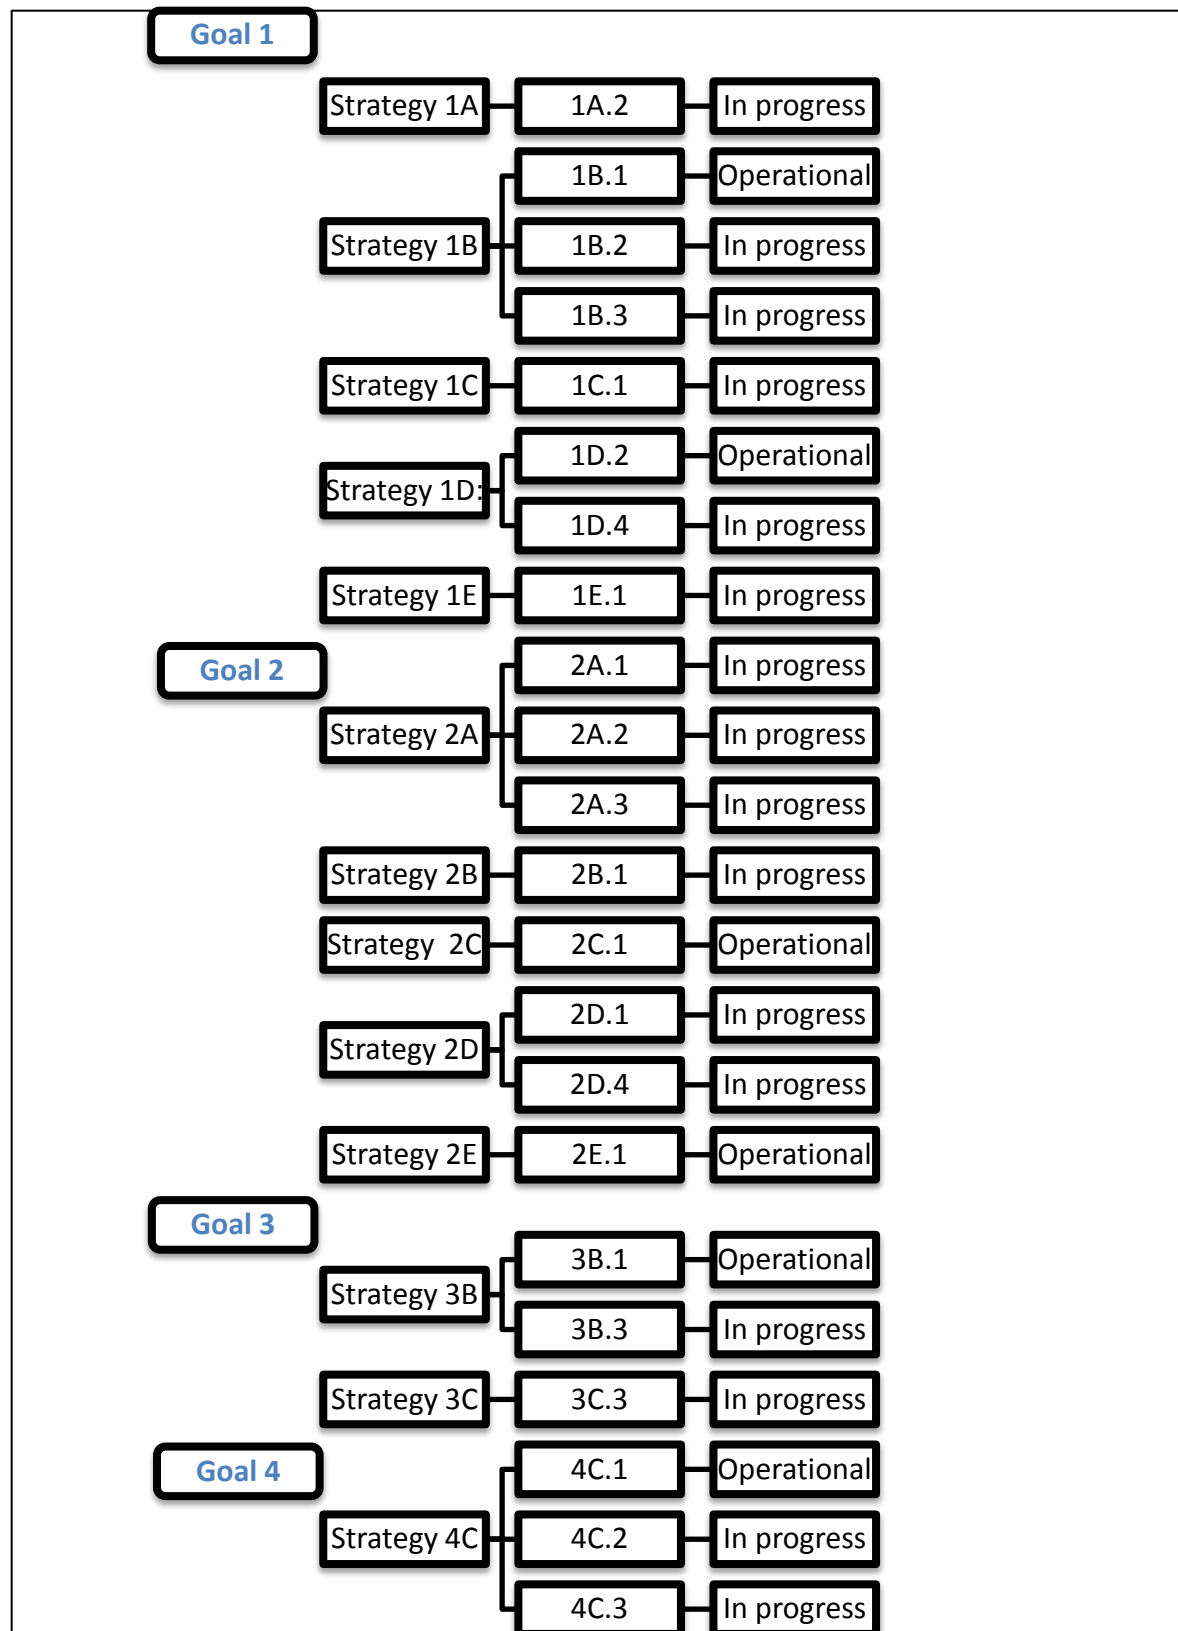 Goal 1
Strategy 1A 1A.2 In progress
1B.1 Operational
Strategy 1B 1B.2 In progress
1B.3 In progress
Strategy 1C 1C.1 In progress
1D.2 Operational
Strategy 1D:
1D.4 In progress
Strategy 1E 1E.1 In progress
Goal 2 2A.1 In progress
Strategy 2A 2A.2 In progress
2A.3 In progress
Strategy 2B 2B.1 In progress
Strategy  2C 2C.1 Operational
2D.1 In progress
Strategy 2D
2D.4 In progress
Strategy 2E 2E.1 Operational
Goal 3
3B.1 Operational
Strategy 3B
3B.3 In progress
Strategy 3C 3C.3 In progress
Goal 4 4C.1 Operational
Strategy 4C 4C.2 In progress
4C.3 In progress